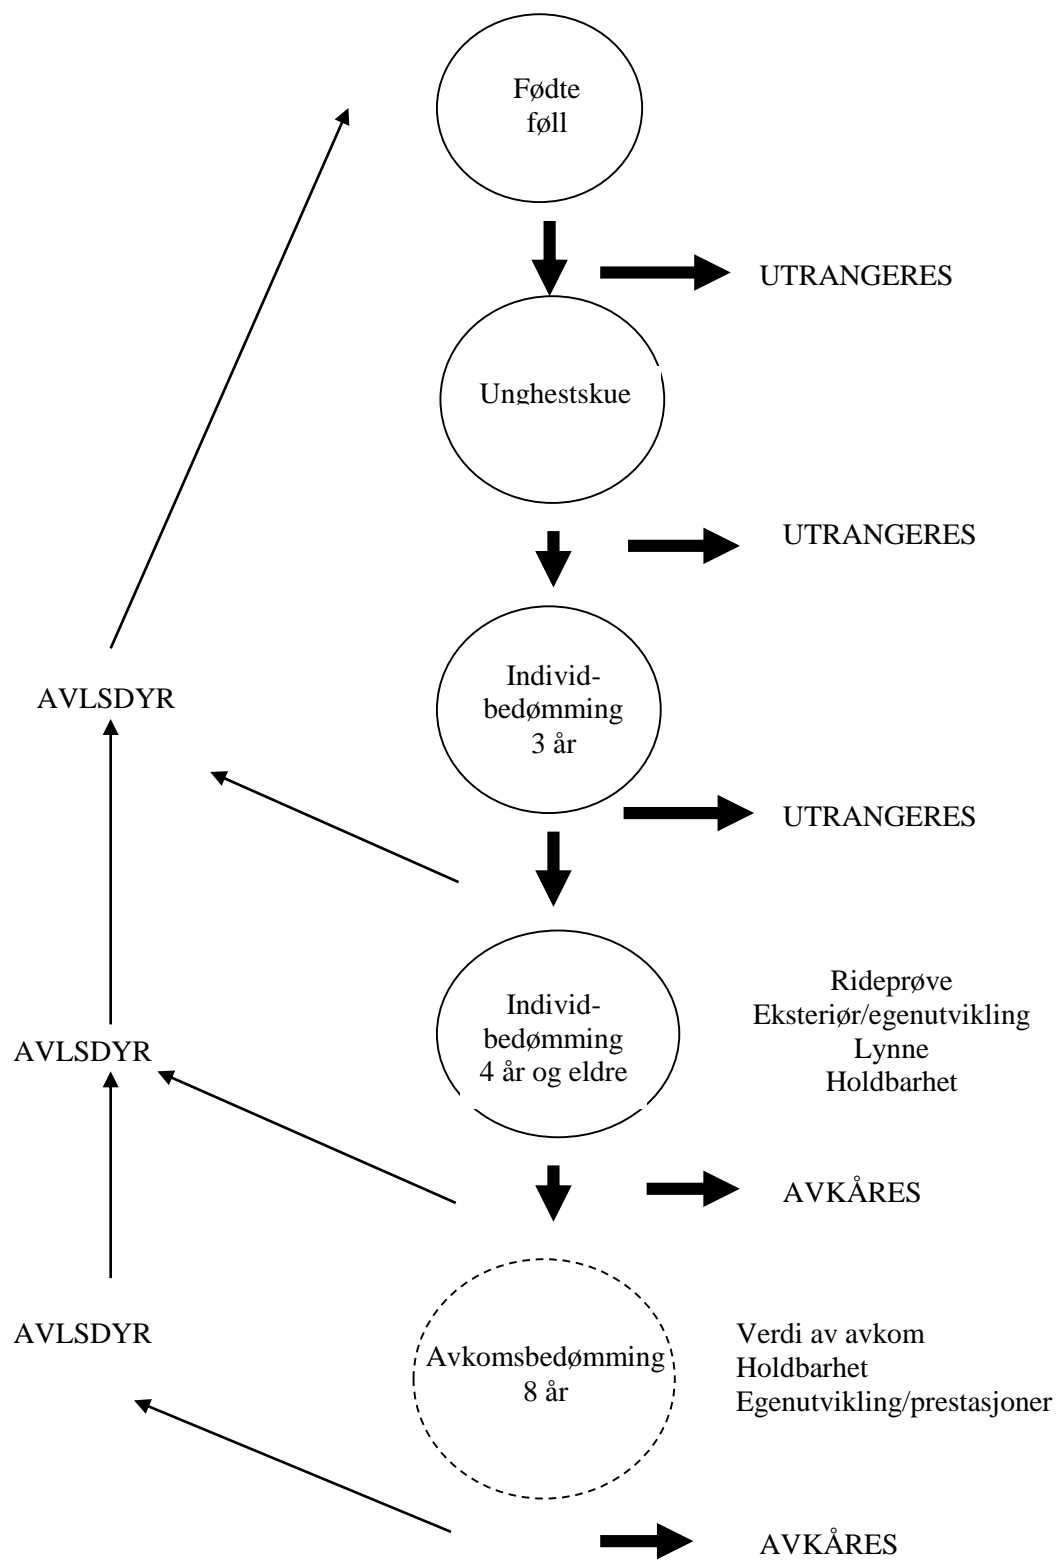 Fødte
føll
UTRANGERES
Unghestskue
UTRANGERES
Individ-
bedømming
3 år
AVLSDYR
UTRANGERES
Individ-
bedømming
4 år og eldre
Rideprøve
Eksteriør/egenutvikling
Lynne
Holdbarhet
AVLSDYR
AVKÅRES
AVLSDYR
Avkomsbedømming
8 år
Verdi av avkom
Holdbarhet
Egenutvikling/prestasjoner
AVKÅRES